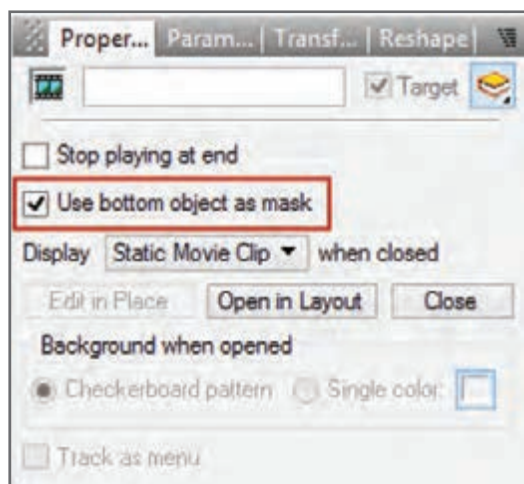 Proper... Param... Transf... Reshape
Target
Stop playing at end
Use bottom object as mask
Display Static Movie Clip when closed
Edit in Place Open in Layout Close
Background when opened
Checkerboard pattern Single color:
Track as menu